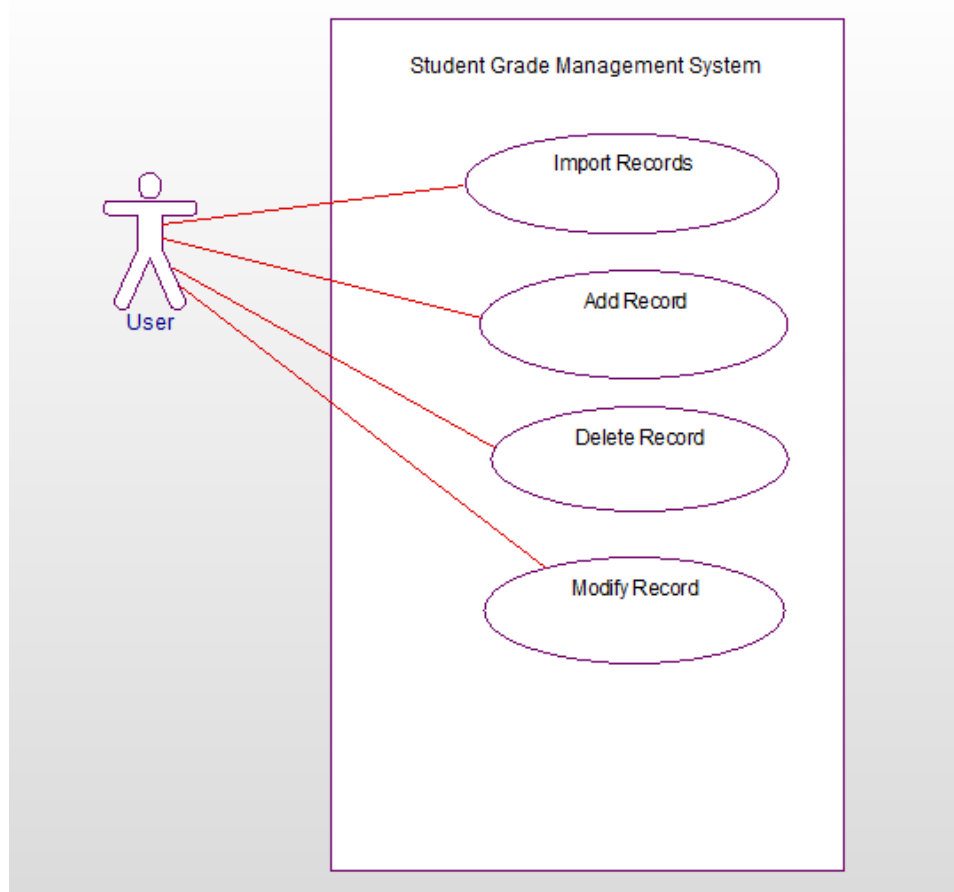 Student Grade Management System
Import Records
Add Record
User
Delete Record
Modify Record